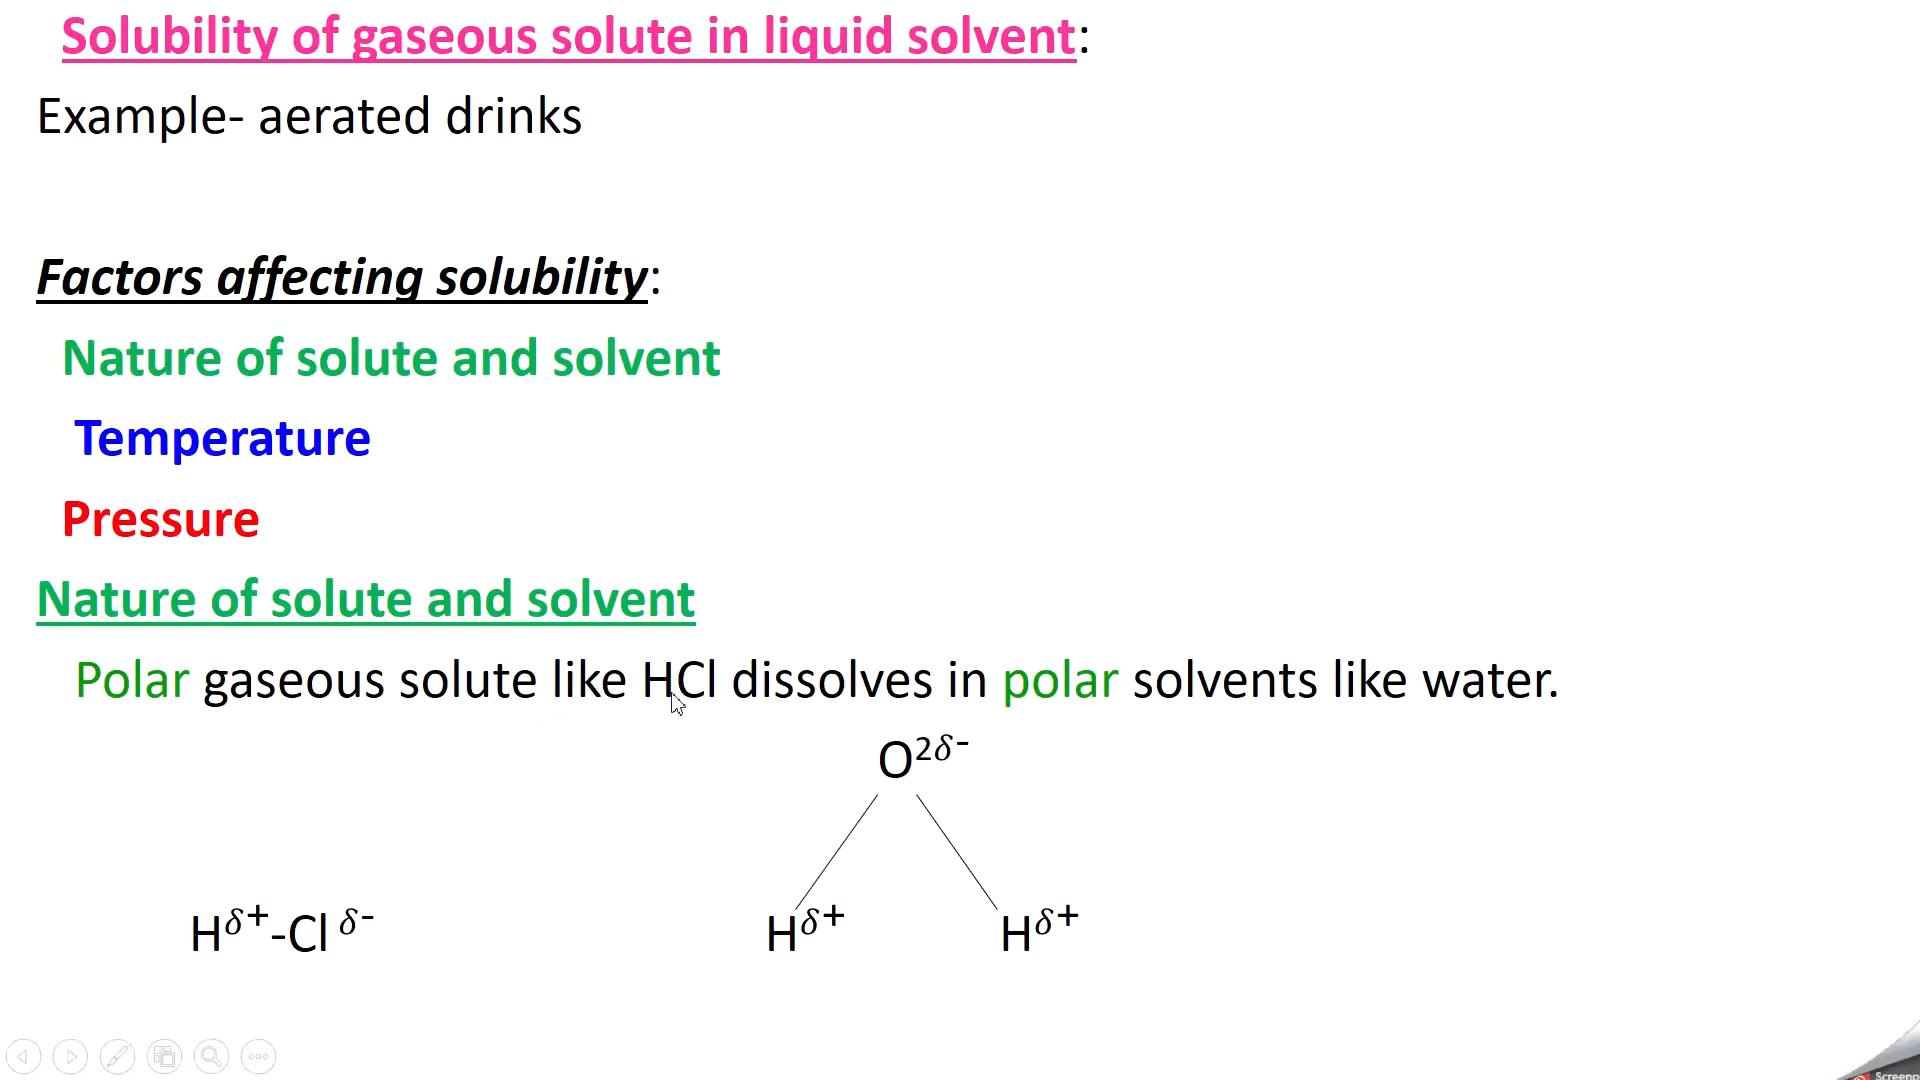 Solubility of gaseous solute in liquid solvent:
Example- aerated drinks
Factors affecting solubility:
Nature of solute and solvent
Temperature
Pressure
Nature of solute and solvent
Polar gaseous solute like HCl dissolves in polar solvents like water.
O²𝛿⁻
H𝛿⁺-Cl 𝛿⁻ H𝛿⁺ H𝛿⁺